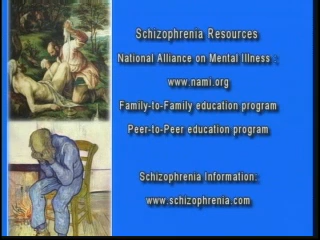 Schizophrenia Resources
National Alliance on Mental Illness :
www.nami.org
Family-to-Family education program
Peer-to-Peer education program
Schizophrenia Information:
www.schizophrenia.com